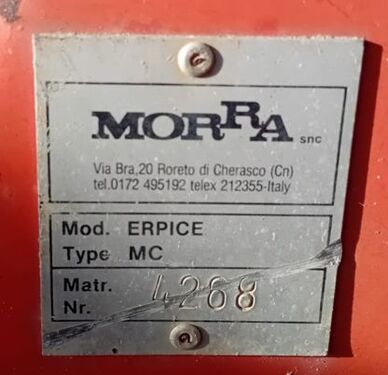 MORRA snc
Via Bra,20 Roreto di Cherasco (Cn)
tel.0172 495192 telex 212355-Italy
Mod. ERPICE
Type MC
Matr. Nr. 4268